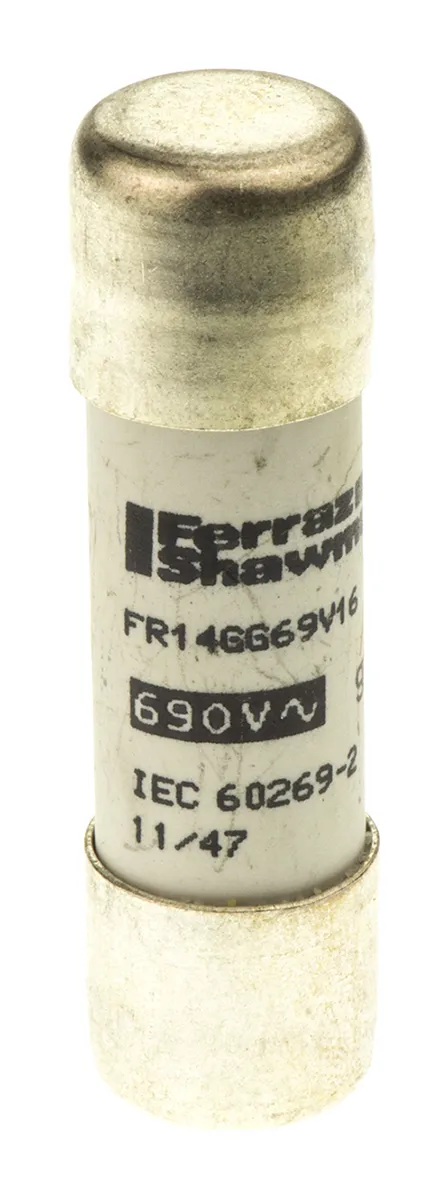 Ferraz
Shawm
FR14GG69V16
690V~
g
IEC 60269-2
11/47